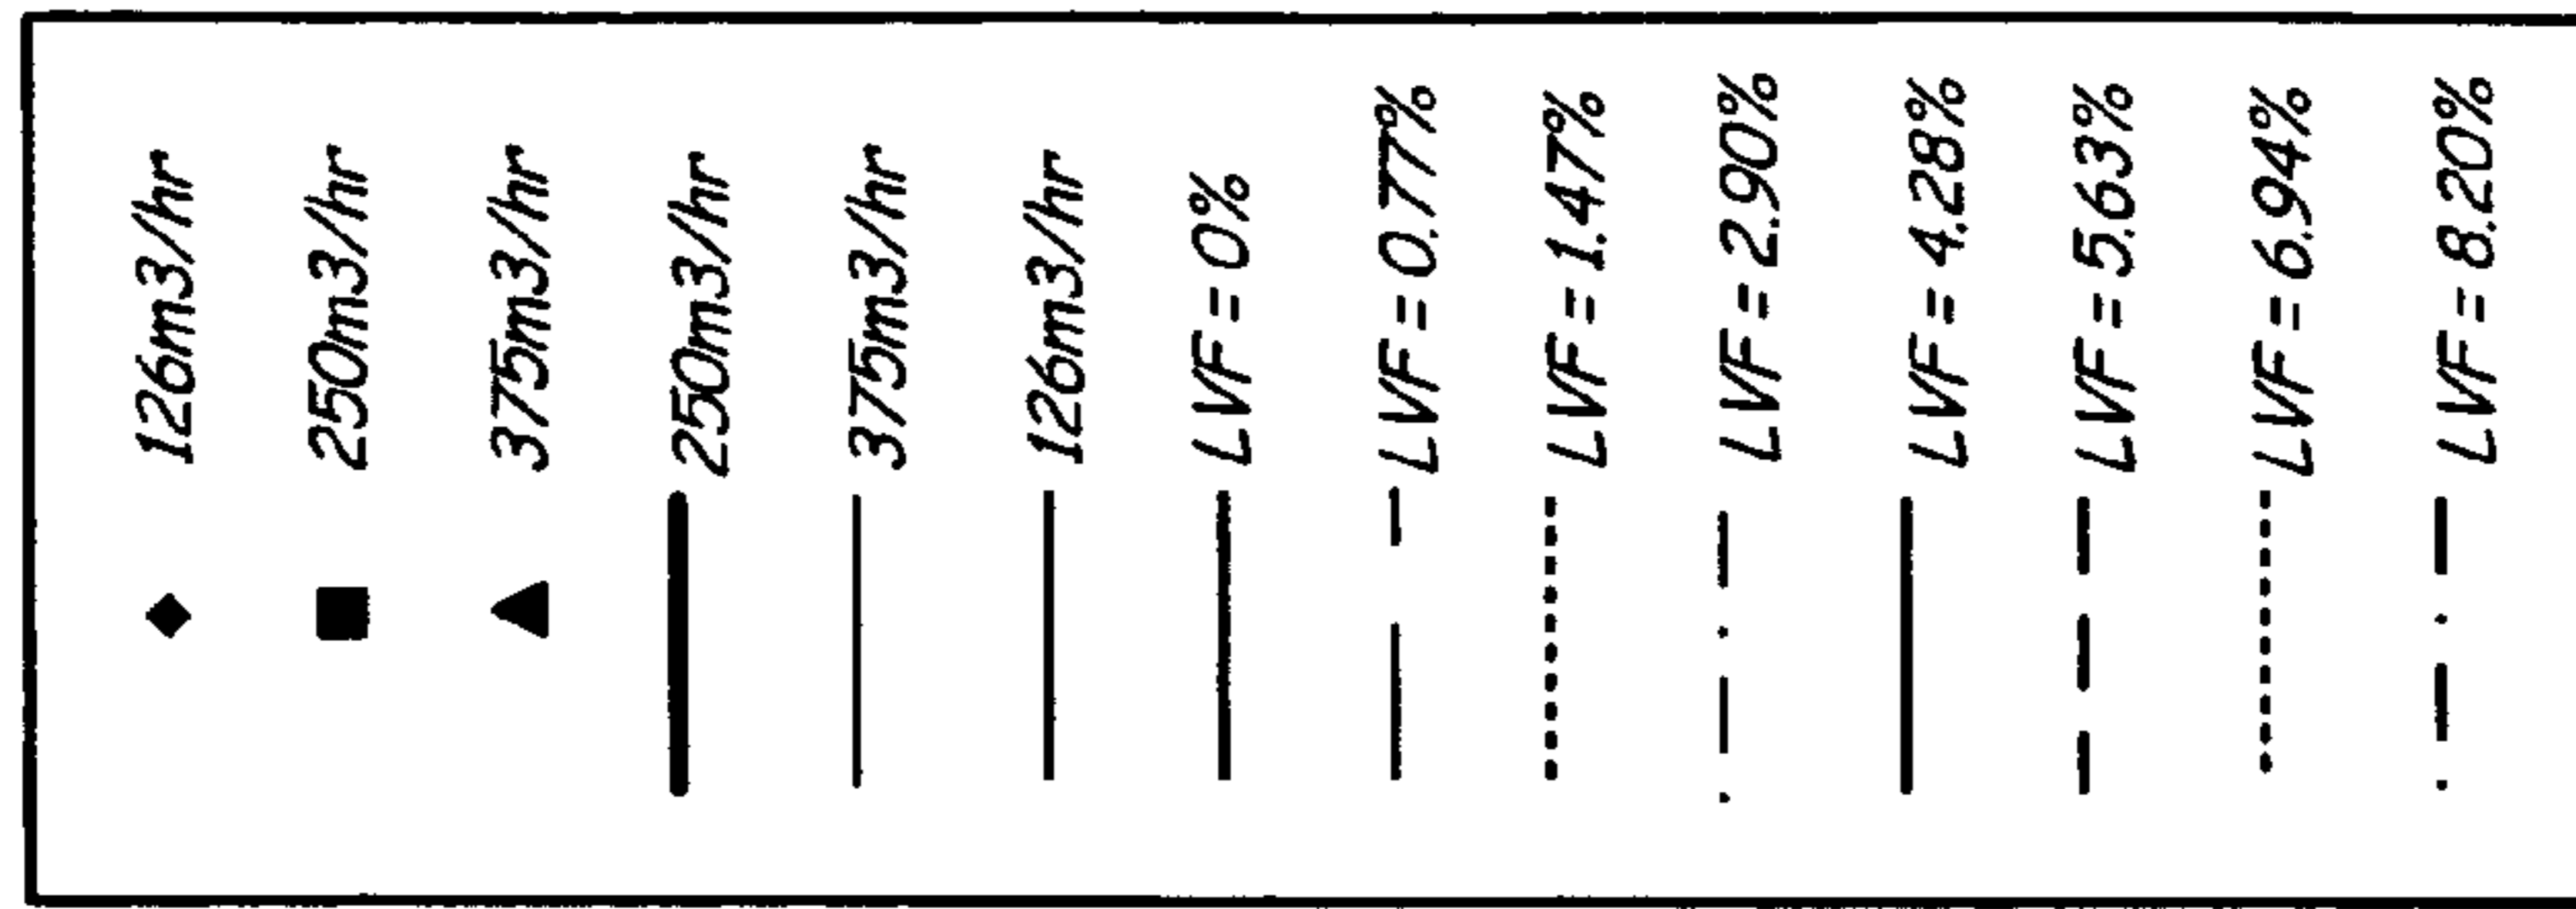 126m3/hr
250m3/hr
375m3/hr
250m3/hr
375m3/hr
126m3/hr
LVF = 0%
LVF = 0.77%
LVF = 1.47%
LVF = 2.90%
LVF = 4.28%
LVF = 5.63%
LVF = 6.94%
LVF = 8.20%